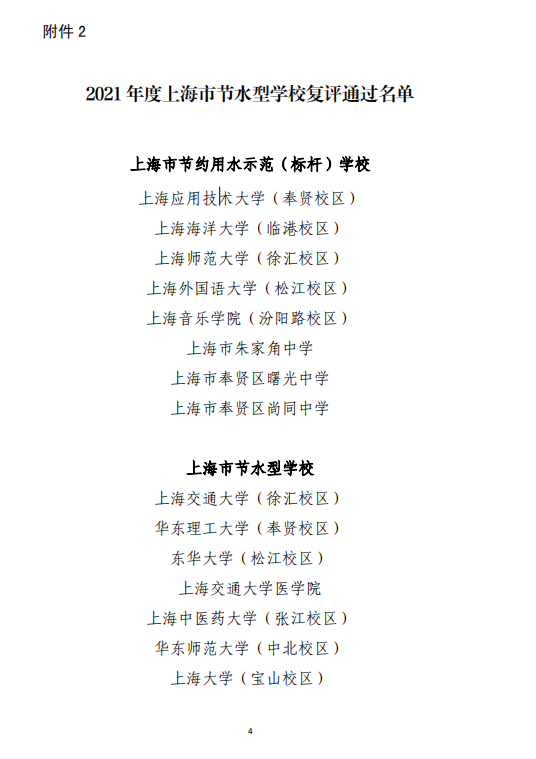 附件 2
2021 年度上海市节水型学校复评通过名单
上海市节约用水示范（标杆）学校
上海应用技术大学（奉贤校区）
上海海洋大学（临港校区）
上海师范大学（徐汇校区）
上海外国语大学（松江校区）
上海音乐学院（汾阳路校区）
上海市朱家角中学
上海市奉贤区曙光中学
上海市奉贤区尚同中学
上海市节水型学校
上海交通大学（徐汇校区）
华东理工大学（奉贤校区）
东华大学（松江校区）
上海交通大学医学院
上海中医药大学（张江校区）
华东师范大学（中北校区）
上海大学（宝山校区）
4